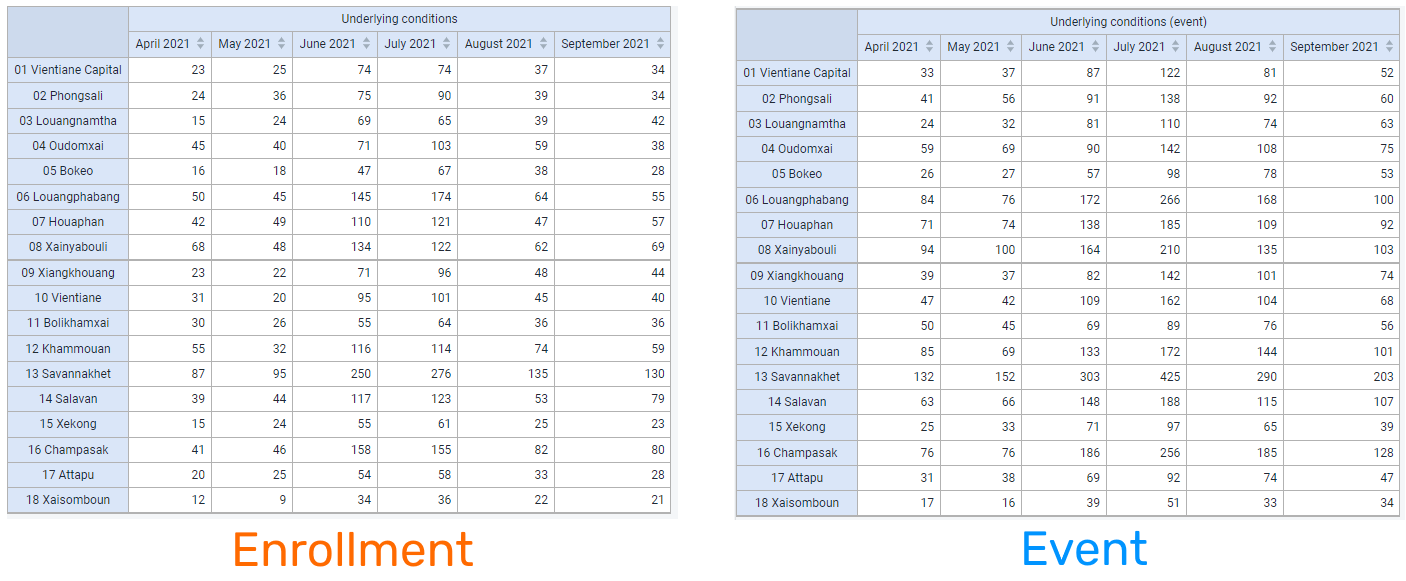 Underlying conditions
April 2021 May 2021 June 2021 July 2021 August 2021 September 2021
01 Vientiane Capital 23 25 74 74 37 34
02 Phongsali 24 36 75 90 39 34
03 Louangnamtha 15 24 69 65 39 42
04 Oudomxai 45 40 71 103 59 38
05 Bokeo 16 18 47 67 38 28
06 Louangphabang 50 45 145 174 64 55
07 Houaphan 42 49 110 121 47 57
08 Xainyabouli 68 48 134 122 62 69
09 Xiangkhouang 23 22 71 96 48 44
10 Vientiane 31 20 95 101 45 40
11 Bolikhamxai 30 26 55 64 36 36
12 Khammouan 55 32 116 114 74 59
13 Savannakhet 87 95 250 276 135 130
14 Salavan 39 44 117 123 53 79
15 Xekong 15 24 55 61 25 23
16 Champasak 41 46 158 155 82 80
17 Attapu 20 25 54 58 33 28
18 Xaisomboun 12 9 34 36 22 21
Enrollment
Underlying conditions (event)
April 2021 May 2021 June 2021 July 2021 August 2021 September 2021
01 Vientiane Capital 33 37 87 122 81 52
02 Phongsali 41 56 91 138 92 60
03 Louangnamtha 24 32 81 110 74 63
04 Oudomxai 59 69 90 142 108 75
05 Bokeo 26 27 57 98 78 53
06 Louangphabang 84 76 172 266 168 100
07 Houaphan 71 74 138 185 109 92
08 Xainyabouli 94 100 164 210 135 103
09 Xiangkhouang 39 37 82 142 101 74
10 Vientiane 47 42 109 162 104 68
11 Bolikhamxai 50 45 69 89 76 56
12 Khammouan 85 69 133 172 144 101
13 Savannakhet 132 152 303 425 290 203
14 Salavan 63 66 148 188 115 107
15 Xekong 25 33 71 97 65 39
16 Champasak 76 76 186 256 185 128
17 Attapu 31 38 69 92 74 47
18 Xaisomboun 17 16 39 51 33 34
Event